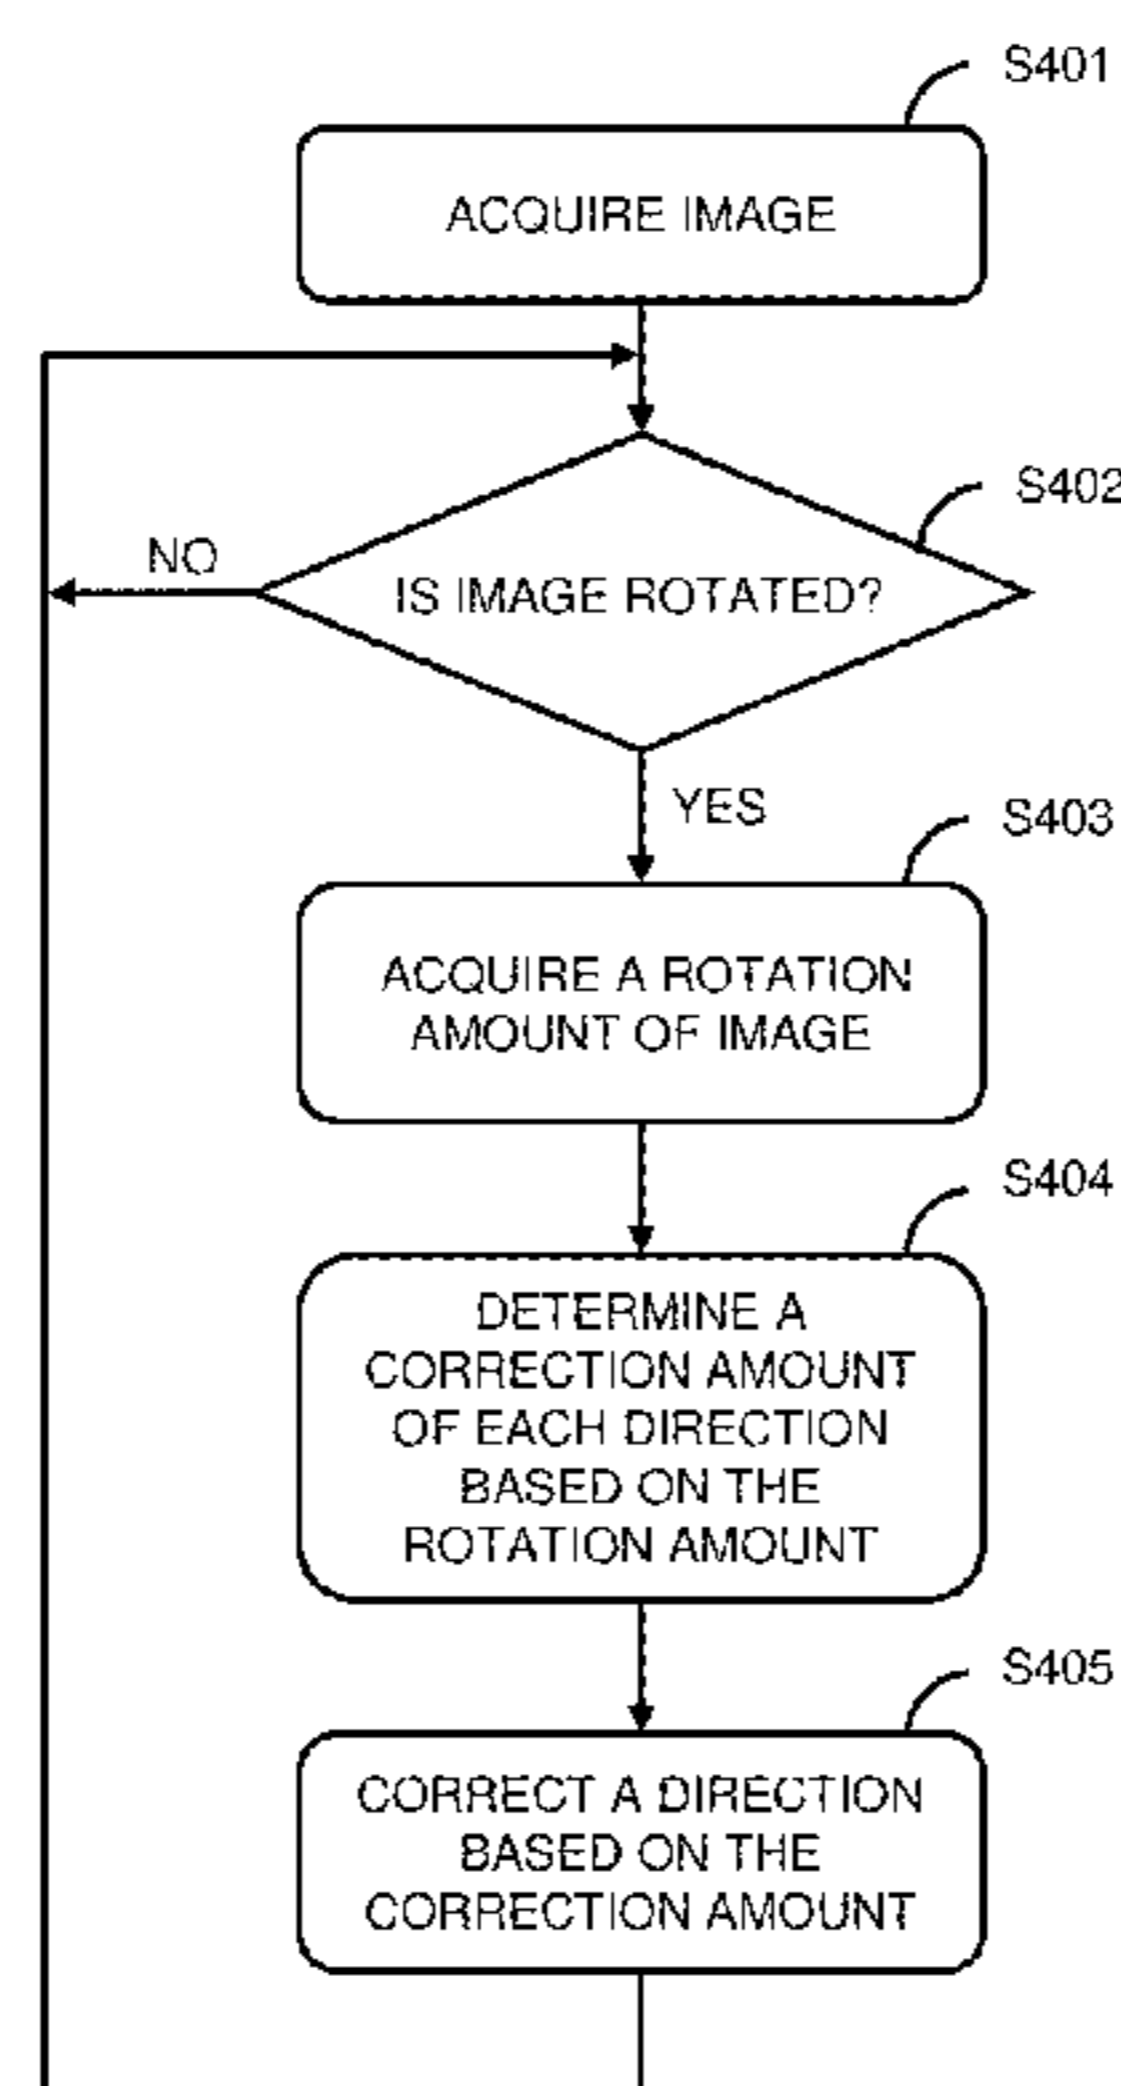 S401
ACQUIRE IMAGE
S402
NO
IS IMAGE ROTATED?
YES
S403
ACQUIRE A ROTATION
AMOUNT OF IMAGE
S404
DETERMINE A
CORRECTION AMOUNT
OF EACH DIRECTION
BASED ON THE
ROTATION AMOUNT
S405
CORRECT A DIRECTION
BASED ON THE
CORRECTION AMOUNT